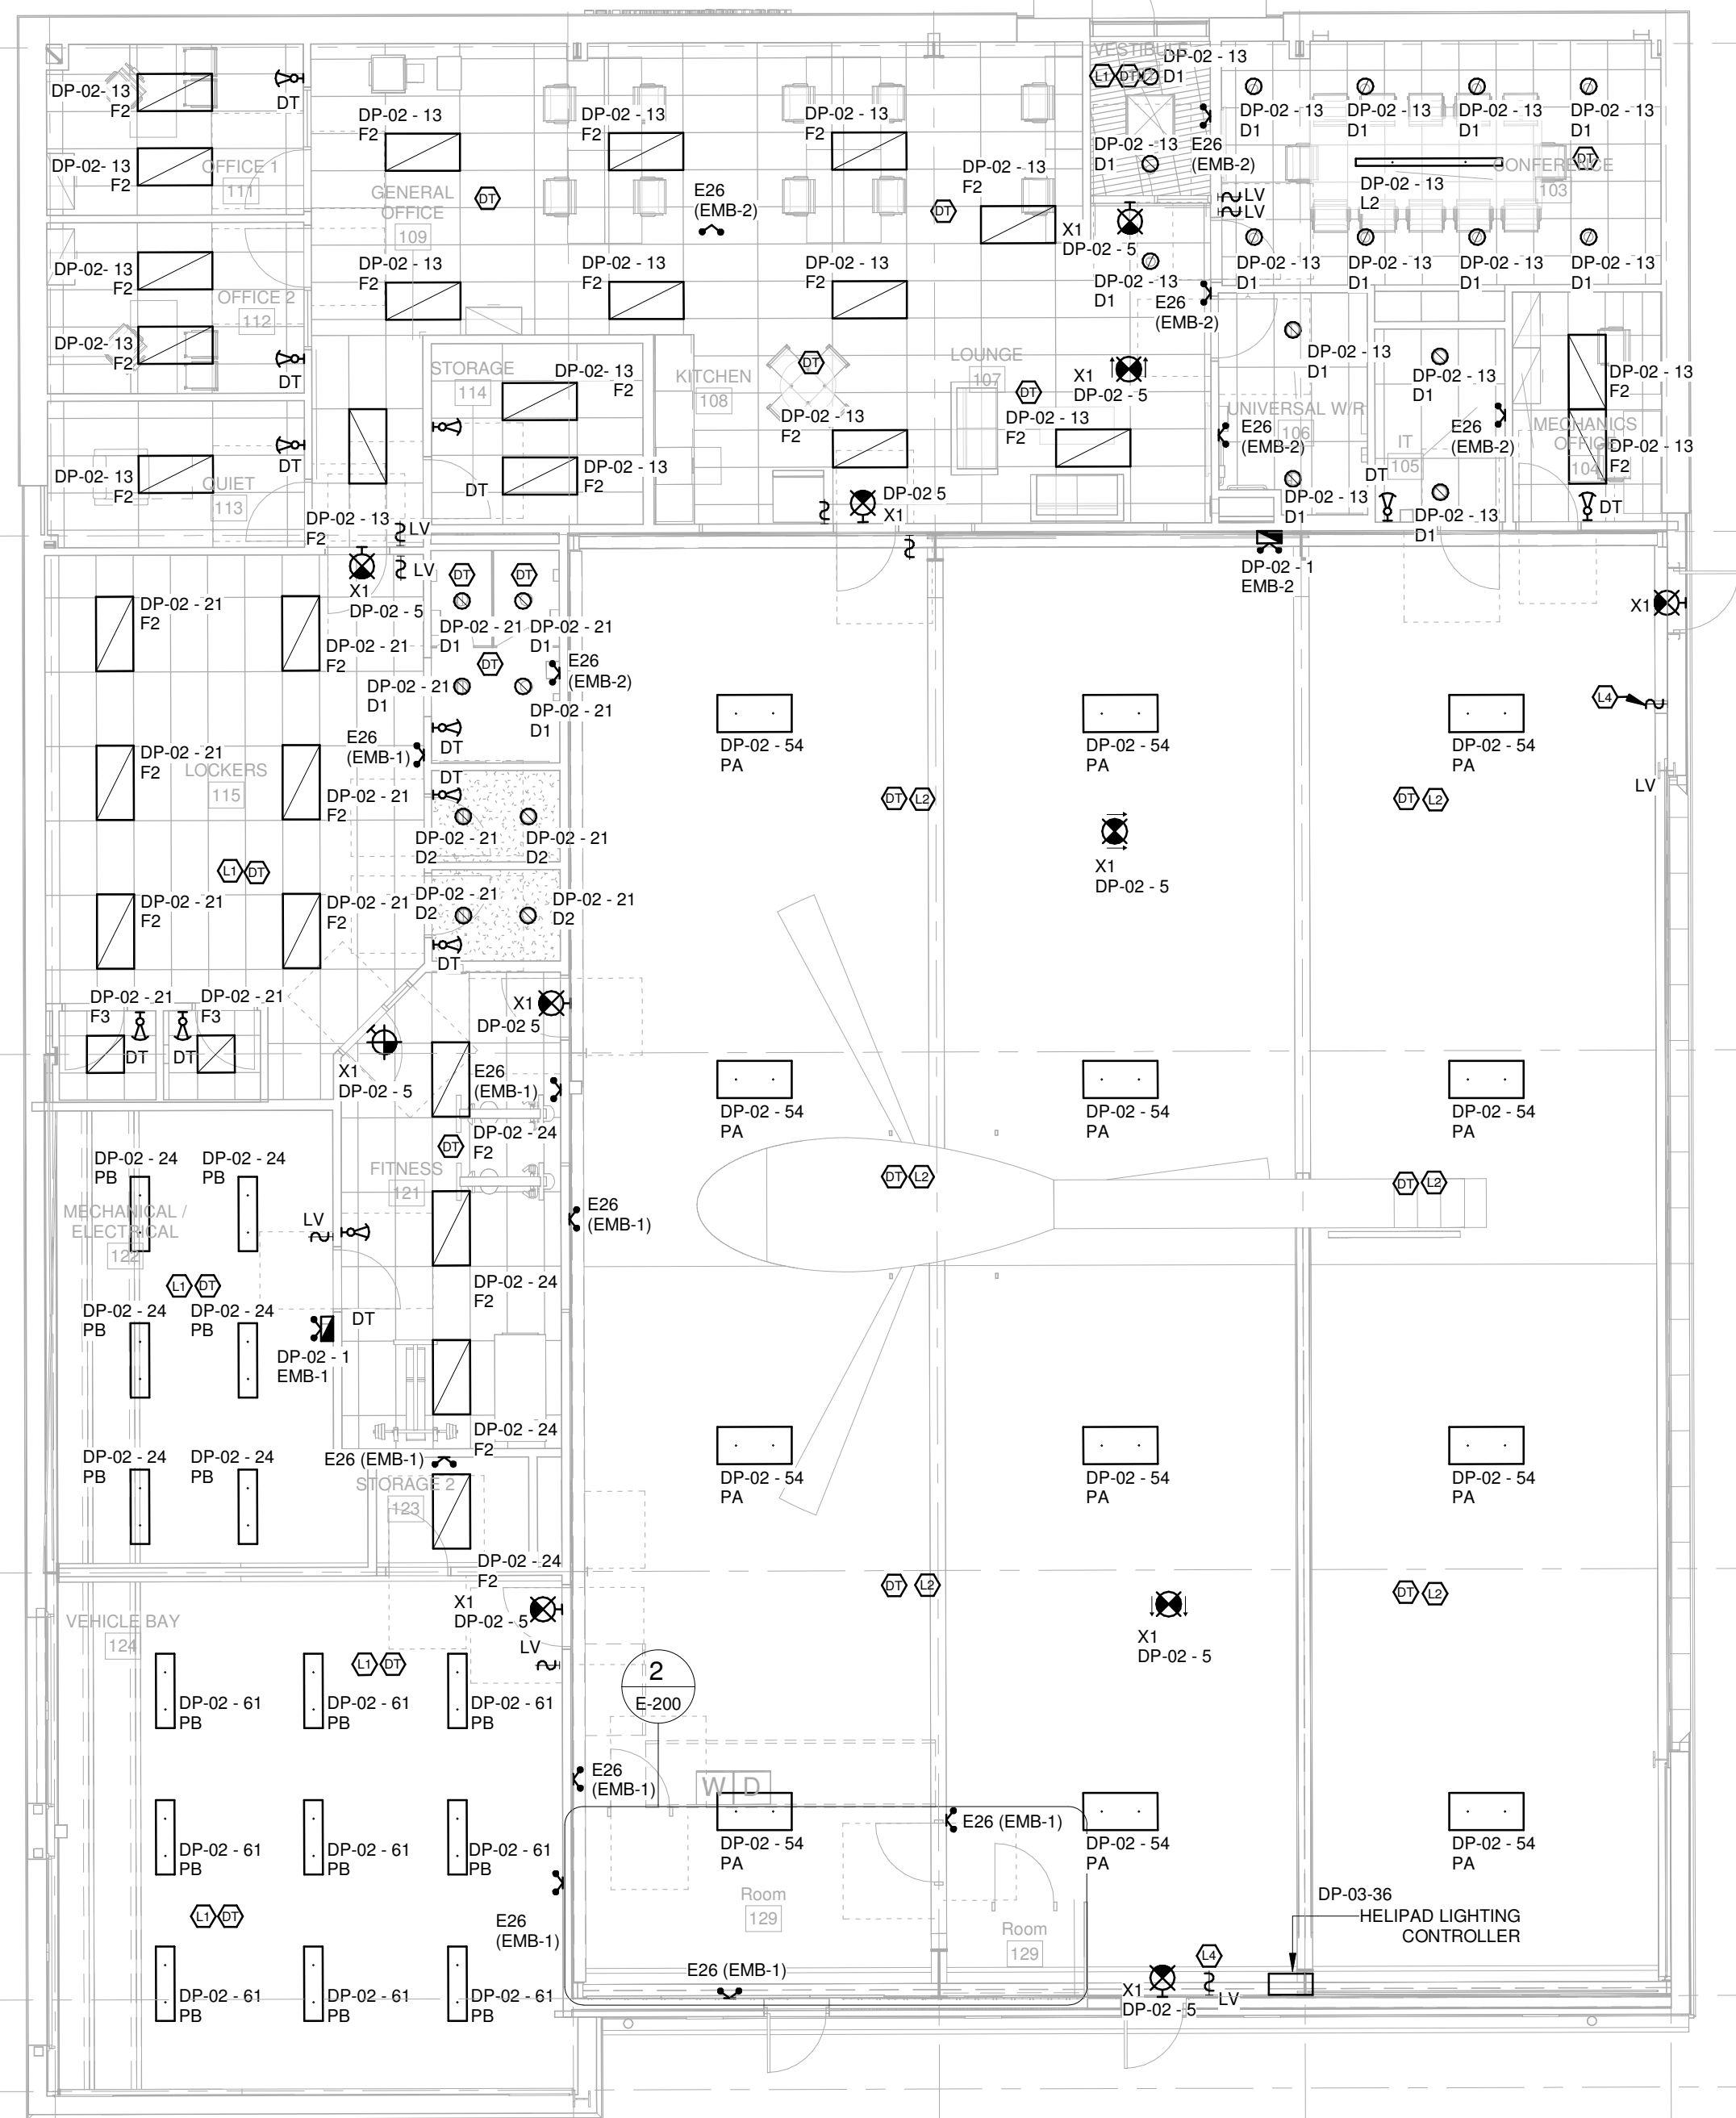 VESTIBULE
DP-02 - 13
D1
L1
DT
DP-02- 13
F2
DT
DP-02 - 13
F2
DP-02 - 13
F2
DP-02 - 13
F2
DP-02 - 13
D1
DP-02 - 13
D1
DP-02 - 13
D1
DP-02 - 13
D1
DP-02- 13
F2
OFFICE 1
111
GENERAL
OFFICE
109
DT
E26
(EMB-2)
DT
DP-02 - 13
F2
DP-02 - 13
D1
E26
(EMB-2)
LV
LV
DP-02 - 13
L2
CONFERENCE
103
DT
X1
DP-02 - 5
DP-02- 13
F2
OFFICE 2
112
DP-02- 13
F2
DT
DP-02 - 13
F2
DP-02 - 13
F2
DP-02 - 13
F2
DP-02 - 13
D1
E26
(EMB-2)
DP-02 - 13
D1
DP-02 - 13
D1
DP-02 - 13
D1
DP-02 - 13
D1
STORAGE
114
DP-02- 13
F2
KITCHEN
108
DT
LOUNGE
107
DT
X1
DP-02 - 5
DP-02 - 13
D1
DP-02 - 13
D1
DP-02 - 13
F2
DP-02 - 13
F2
DP-02 - 13
F2
UNIVERSAL W/R
106
E26
(EMB-2)
IT
105
E26
(EMB-2)
MECHANICS
OFFICE
104
DP-02 - 13
F2
DT
DP-02- 13
F2
QUIET
113
DT
DP-02 - 13
F2
DP-02 5
X1
DP-02 - 13
D1
DT
DP-02 - 13
D1
DT
DP-02 - 13
F2
LV
LV
X1
DP-02 - 5
DP-02 - 1
EMB-2
X1
DT
DT
DP-02 - 21
F2
DP-02 - 21
F2
DP-02 - 21
D1
DP-02 - 21
D1
DT
E26
(EMB-2)
DP-02 - 21
D1
DP-02 - 21
D1
DT
L4
LV
E26
(EMB-1)
DP-02 - 21
F2
LOCKERS
115
DP-02 - 21
F2
DT
DP-02 - 21
D2
DP-02 - 21
D2
DP-02 - 54
PA
DP-02 - 54
PA
DP-02 - 54
PA
DT
L2
DT
L2
X1
DP-02 - 5
L1
DT
DP-02 - 21
F2
DP-02 - 21
F2
DP-02 - 21
D2
DP-02 - 21
D2
DT
DP-02 - 21
F3
DP-02 - 21
F3
DT
DT
X1
DP-02 5
X1
DP-02 - 5
E26
(EMB-1)
DP-02 - 24
F2
DT
FITNESS
121
DP-02 - 54
PA
DP-02 - 54
PA
DP-02 - 54
PA
DT
L2
DT
L2
DP-02 - 24
PB
DP-02 - 24
PB
MECHANICAL /
ELECTRICAL
122
LV
E26
(EMB-1)
L1
DT
DP-02 - 24
PB
DP-02 - 24
PB
DT
DP-02 - 1
EMB-1
DP-02 - 24
F2
DP-02 - 24
PB
DP-02 - 24
PB
DP-02 - 24
F2
E26 (EMB-1)
STORAGE 2
123
DP-02 - 24
F2
DP-02 - 54
PA
DP-02 - 54
PA
DP-02 - 54
PA
DT
L2
DT
L2
X1
DP-02 - 5
VEHICLE BAY
124
X1
DP-02 - 5
LV
L1
DT
2
E-200
DP-02 - 61
PB
DP-02 - 61
PB
DP-02 - 61
PB
E26
(EMB-1)
W D
DP-02 - 61
PB
DP-02 - 61
PB
DP-02 - 61
PB
DP-02 - 54
PA
E26 (EMB-1)
DP-02 - 54
PA
DP-02 - 54
PA
Room
129
Room
129
L1
DT
E26
(EMB-1)
DP-03-36
HELIPAD LIGHTING
CONTROLLER
E26 (EMB-1)
L4
LV
X1
DP-02 - 5
DP-02 - 61
PB
DP-02 - 61
PB
DP-02 - 61
PB